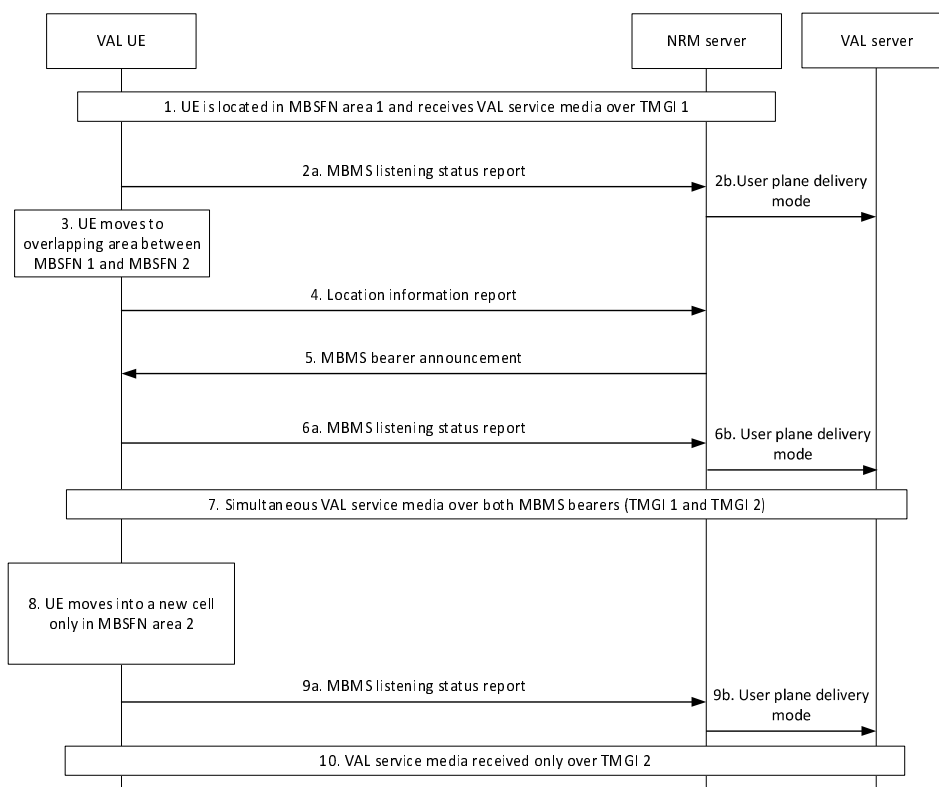 VAL UE
NRM server
VAL server
1. UE is located in MBSFN area 1 and receives VAL service media over TMGI 1
2a. MBMS listening status report
2b.User plane delivery
mode
3. UE moves to
overlapping area between
MBSFN 1 and MBSFN 2
4. Location information report
5. MBMS bearer announcement
6a. MBMS listening status report
6b. User plane delivery
mode
7. Simultaneous VAL service media over both MBMS bearers (TMGI 1 and TMGI 2)
8. UE moves into a new cell
only in MBSFN area 2
9a. MBMS listening status report
9b. User plane delivery
mode
10. VAL service media received only over TMGI 2